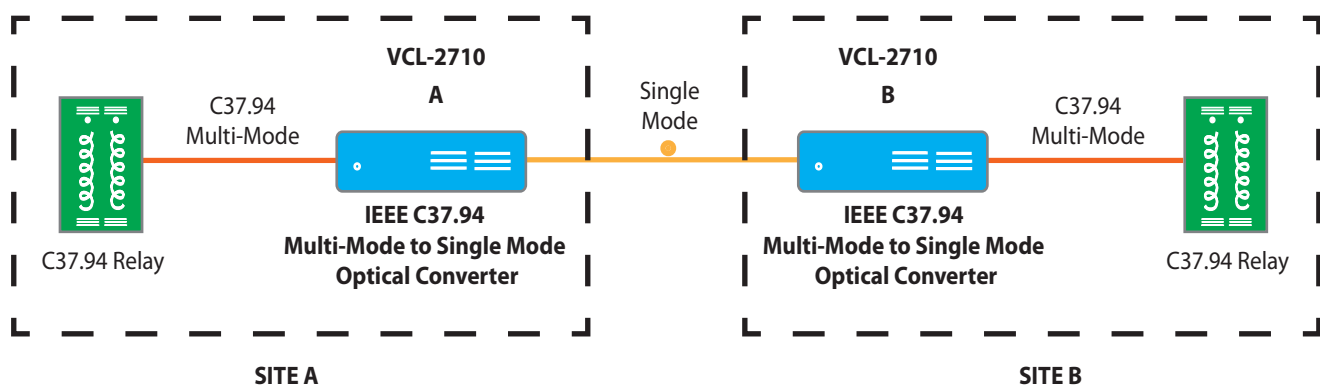 VCL-2710
A
C37.94
Multi-Mode
IEEE C37.94
Multi-Mode to Single Mode
Optical Converter
C37.94 Relay
SITE A
Single
Mode
VCL-2710
B
C37.94
Multi-Mode
IEEE C37.94
Multi-Mode to Single Mode
Optical Converter
C37.94 Relay
SITE B